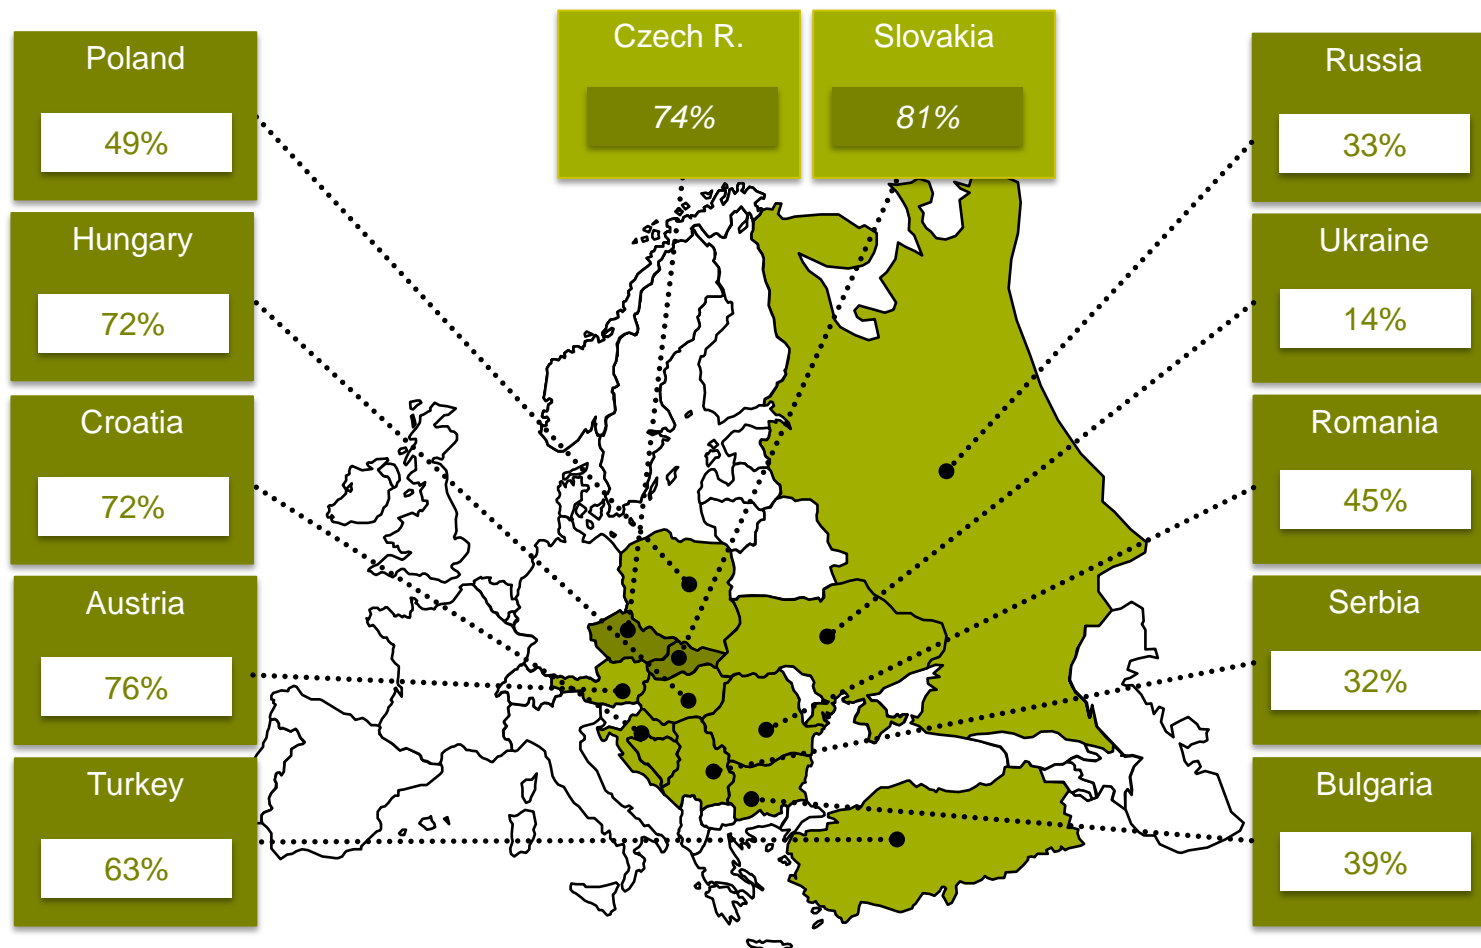 Poland
49%
Hungary
72%
Croatia
72%
Austria
76%
Turkey
63%
Czech R.
74%
Slovakia
81%
Russia
33%
Ukraine
14%
Romania
45%
Serbia
32%
Bulgaria
39%